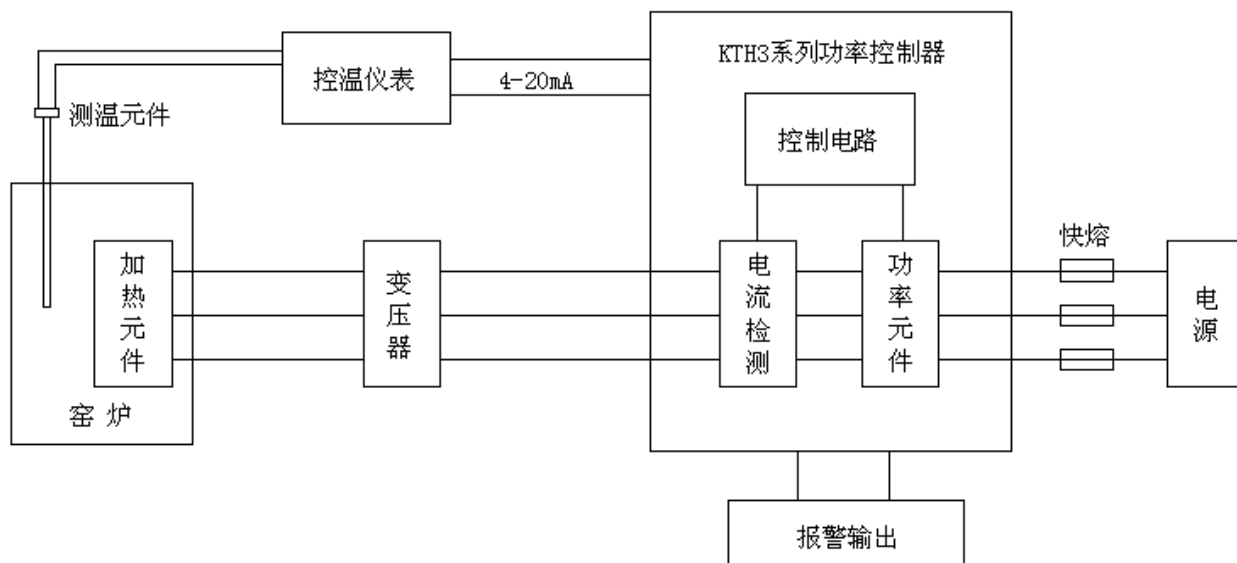 KTH3系列功率控制器
控温仪表
4-20mA
测温元件
控制电路
快熔
加热元件
变压器
电流检测
功率元件
电源
窑 炉
报警输出